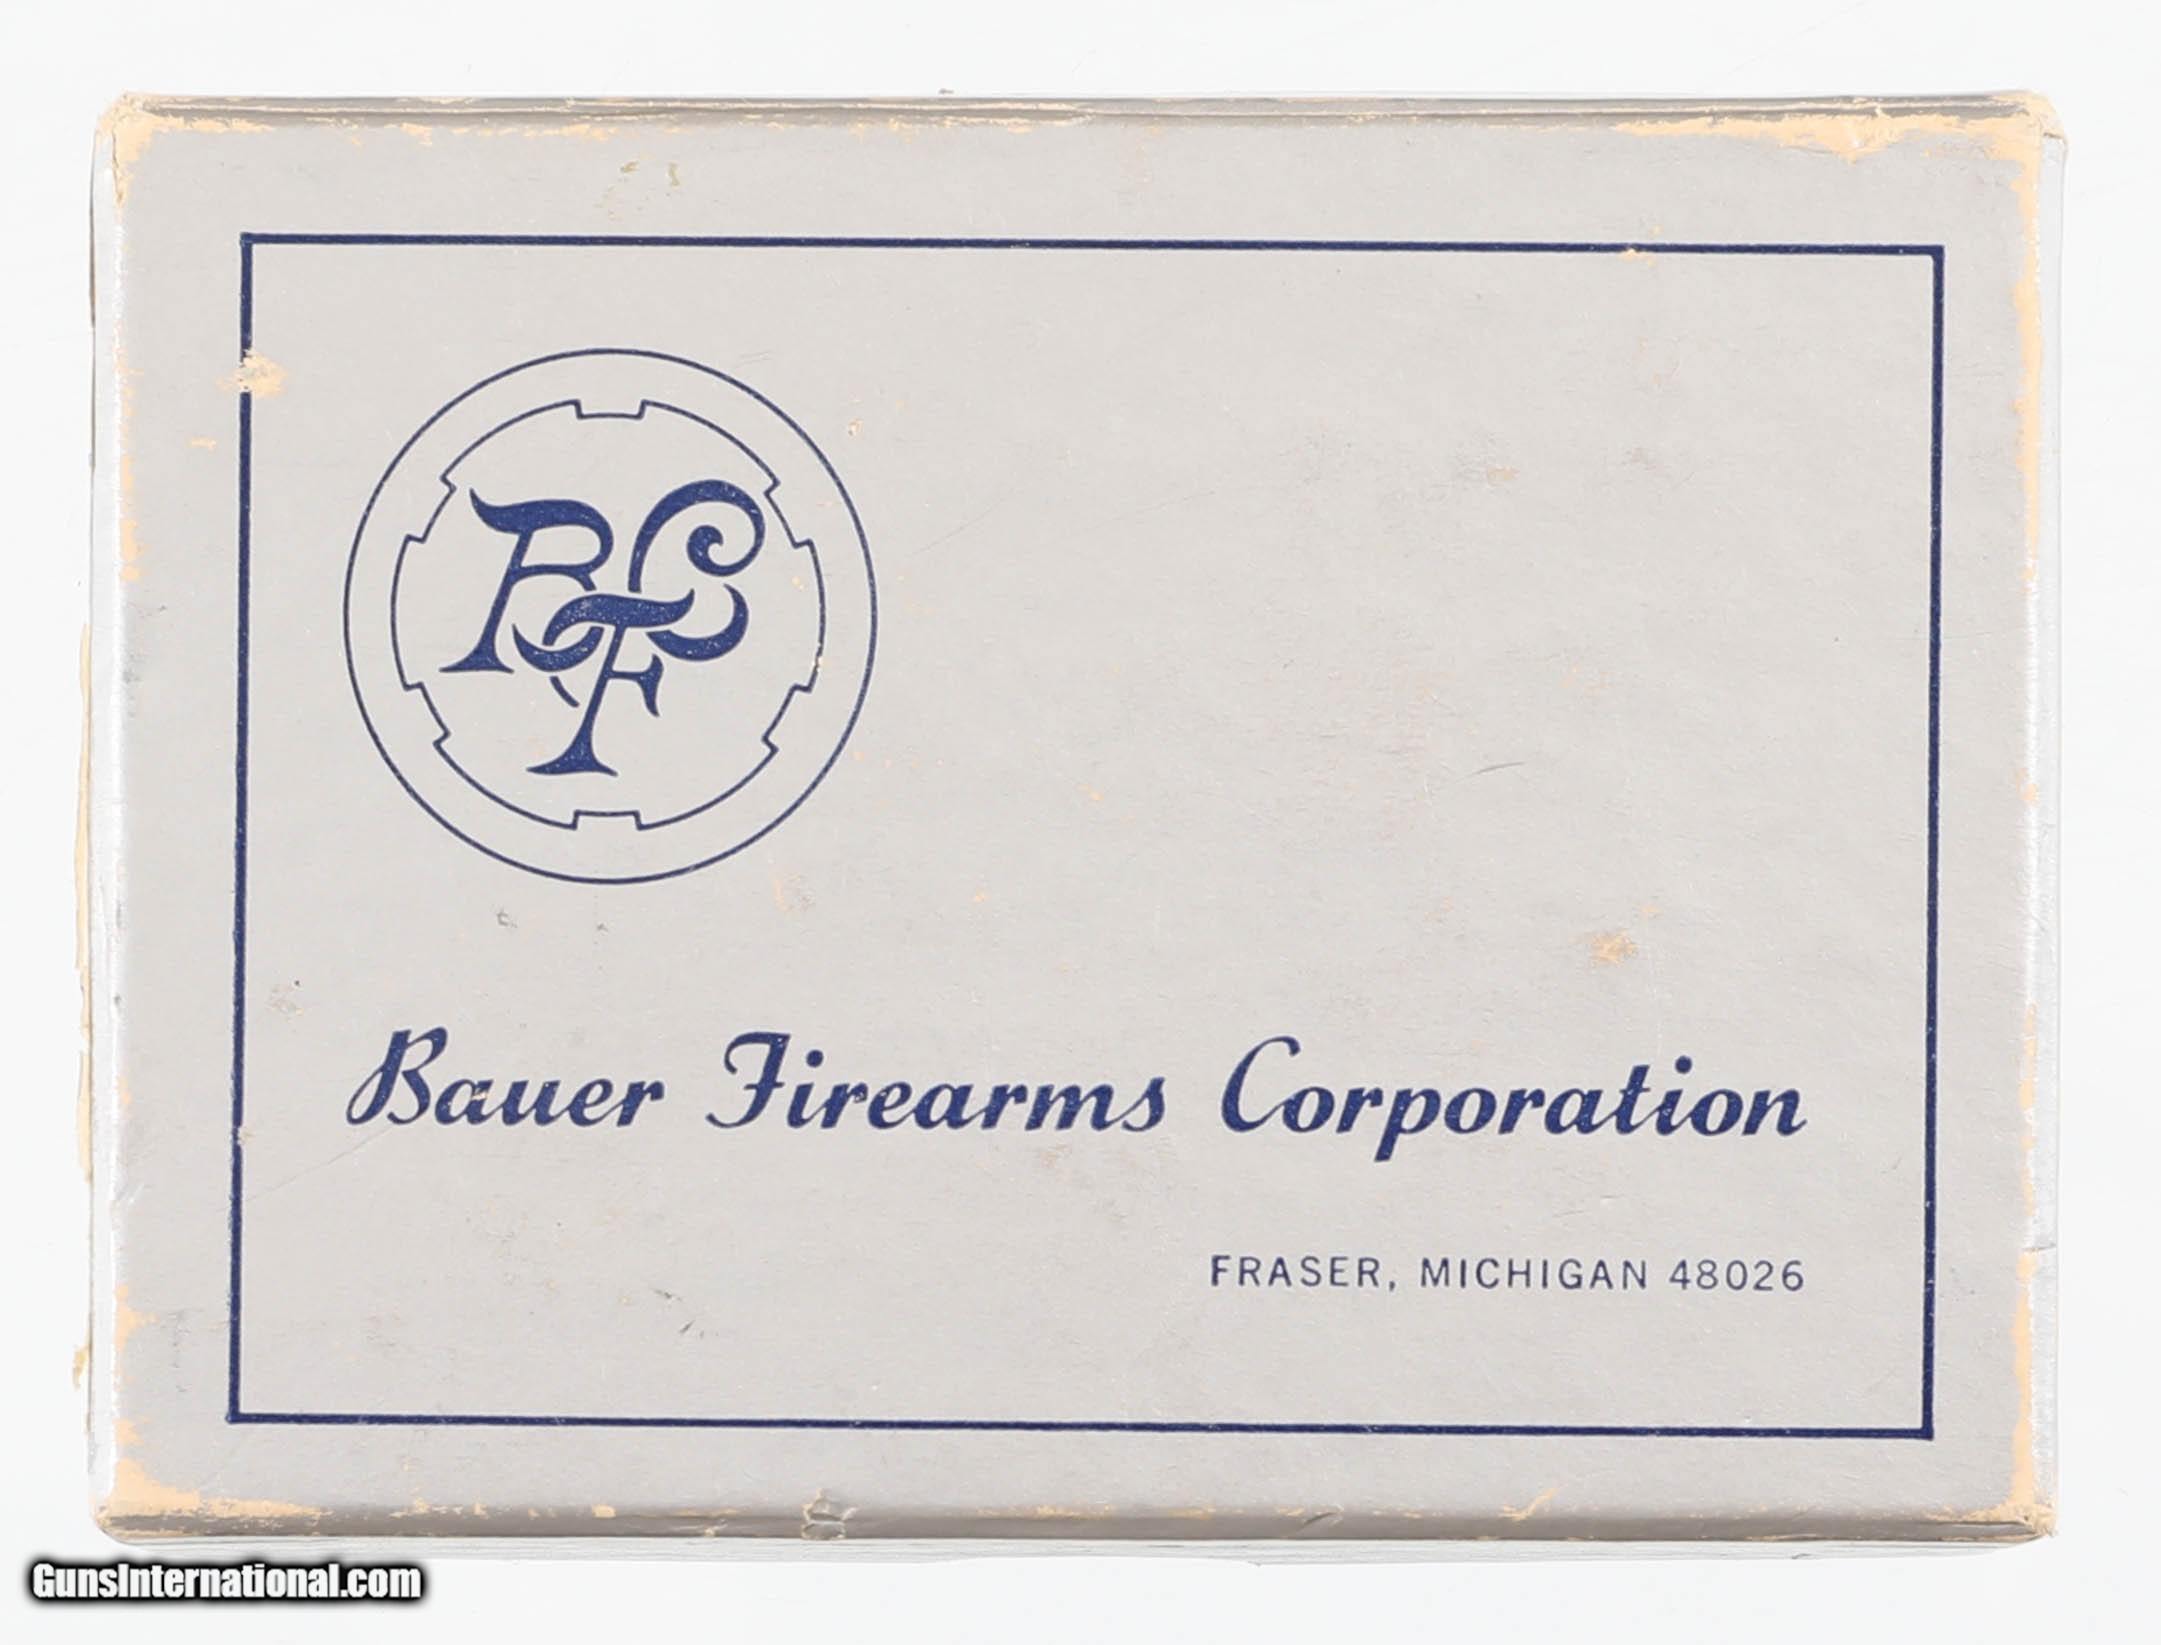 BFC
Bauer Firearms Corporation
FRASER, MICHIGAN 48026
GunsInternational.com